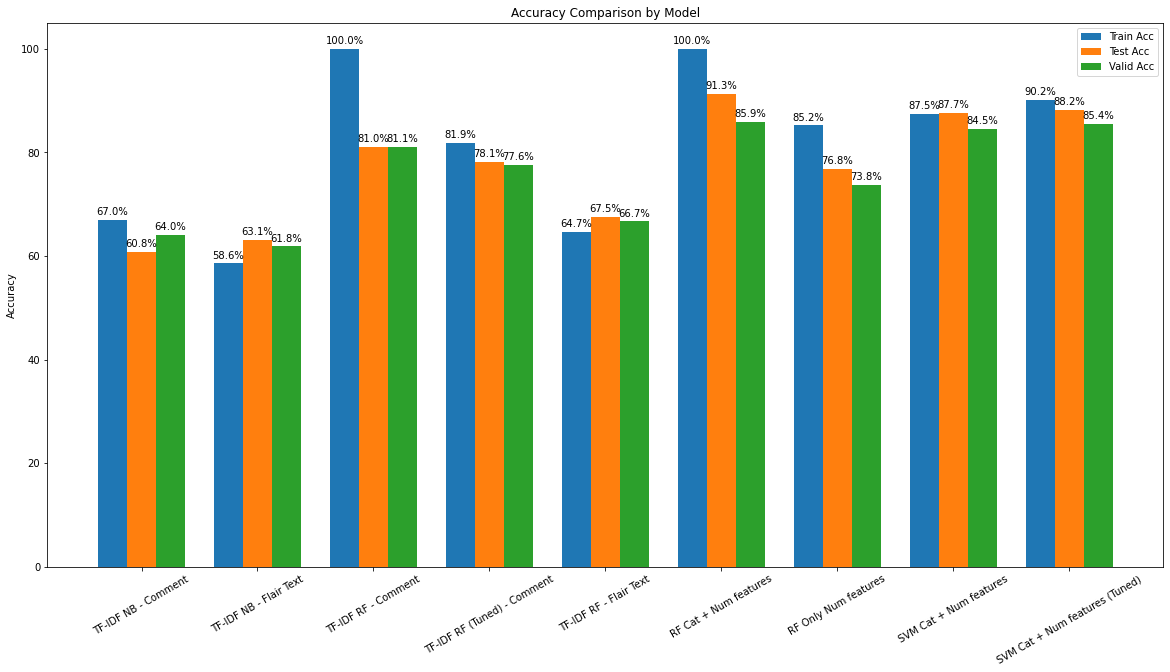 Accuracy Comparison by Model
Train Acc
Test Acc
Valid Acc
Accuracy
100
80
60
40
20
0
67.0%
60.8%
64.0%
58.6%
63.1%
61.8%
100.0%
81.0%
81.1%
81.9%
78.1%
77.6%
64.7%
67.5%
66.7%
100.0%
91.3%
85.9%
85.2%
76.8%
73.8%
87.5%
87.7%
84.5%
90.2%
88.2%
85.4%
TF-IDF NB - Comment
TF-IDF NB - Flair Text
TF-IDF RF - Comment
TF-IDF RF (Tuned) - Comment
TF-IDF RF - Flair Text
RF Cat + Num features
RF Only Num features
SVM Cat + Num features
SVM Cat + Num features (Tuned)